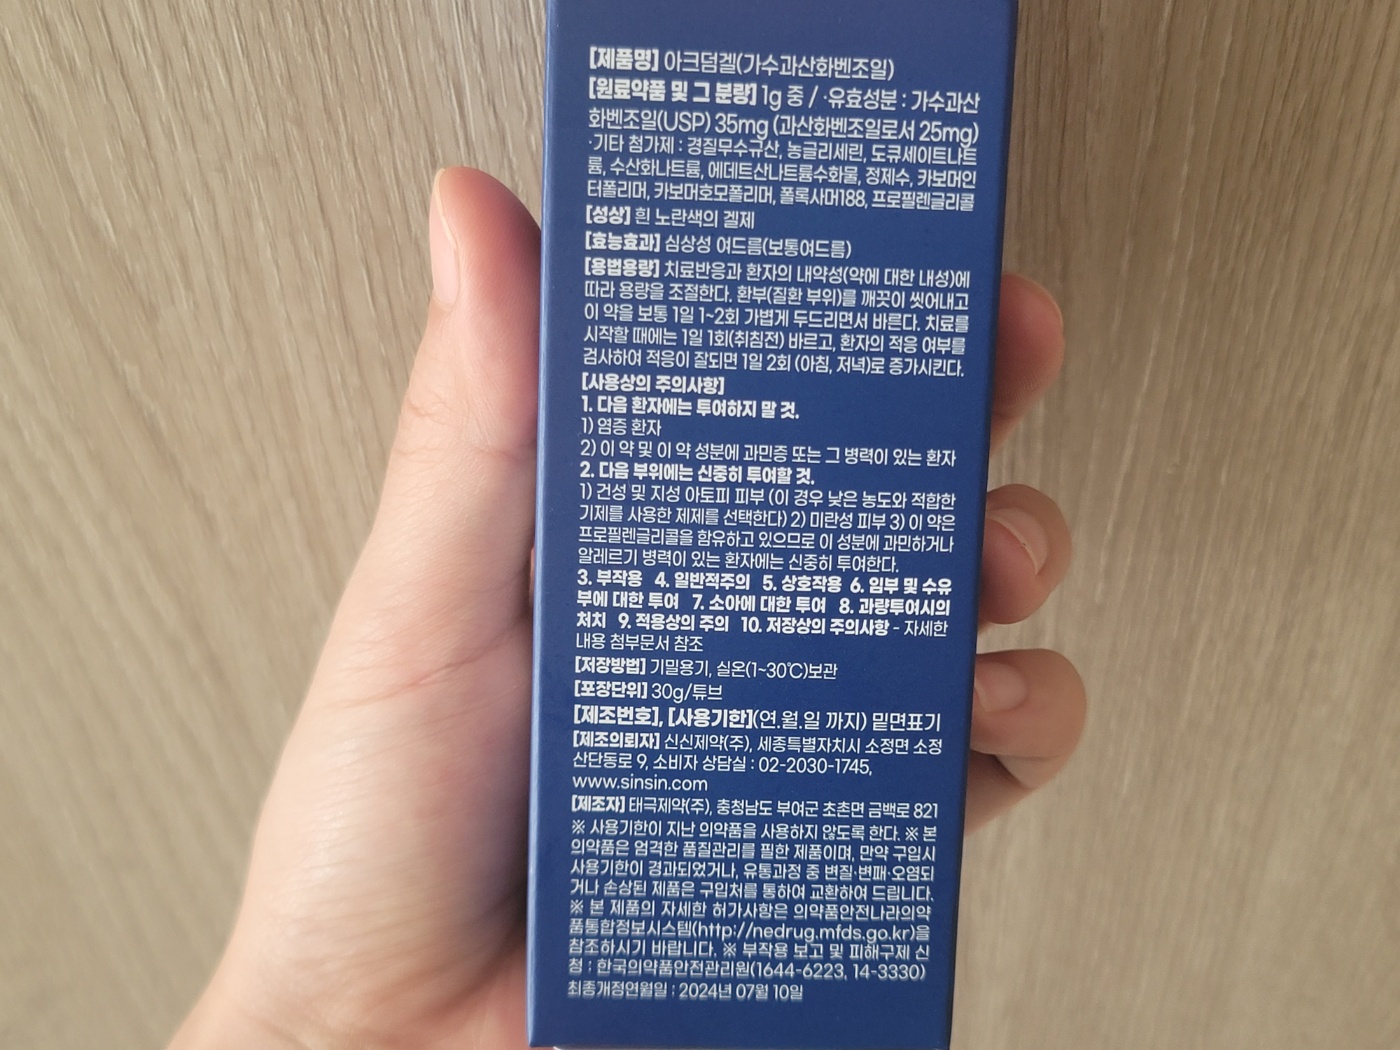 [제품명] 아크덤겔(가수과산화벤조일)
[원료약품 및 그 분량] 1g 중 / ·유효성분 : 가수과산
화벤조일(USP) 35mg (과산화벤조일로서 25mg)
·기타 첨가제 : 경질무수규산, 농글리세린, 도큐세이트나트
륨, 수산화나트륨, 에데트산나트륨수화물, 정제수, 카보머인
터폴리머, 카보머호모폴리머, 폴록사머188, 프로필렌글리콜
[성상] 흰 노란색의 겔제
[효능효과] 심상성 여드름(보통여드름)
[용법용량] 치료반응과 환자의 내약성(약에 대한 내성)에
따라 용량을 조절한다. 환부(질환 부위)를 깨끗이 씻어내고
이 약을 보통 1일 1~2회 가볍게 두드리면서 바른다. 치료를
시작할 때에는 1일 1회(취침전) 바르고, 환자의 적응 여부를
검사하여 적응이 잘되면 1일 2회 (아침, 저녁)로 증가시킨다.
[사용상의 주의사항]
1. 다음 환자에는 투여하지 말 것.
1) 염증 환자
2) 이 약 및 이 약 성분에 과민증 또는 그 병력이 있는 환자
2. 다음 부위에는 신중히 투여할 것.
1) 건성 및 지성 아토피 피부 (이 경우 낮은 농도와 적합한
기제를 사용한 제제를 선택한다) 2) 미란성 피부 3) 이 약은
프로필렌글리콜을 함유하고 있으므로 이 성분에 과민하거나
알레르기 병력이 있는 환자에는 신중히 투여한다.
3. 부작용 4. 일반적주의 5. 상호작용 6. 임부 및 수유
부에 대한 투여 7. 소아에 대한 투여 8. 과량투여시의
처치 9. 적용상의 주의 10. 저장상의 주의사항 - 자세한
내용 첨부문서 참조
[저장방법] 기밀용기, 실온(1~30℃)보관
[포장단위] 30g/튜브
[제조번호], [사용기한](연.월.일 까지) 밑면표기
[제조의뢰자] 신신제약(주), 세종특별자치시 소정면 소정
산단동로 9, 소비자 상담실 : 02-2030-1745,
www.sinsin.com
[제조자] 태극제약(주), 충청남도 부여군 초촌면 금백로 821
※ 사용기한이 지난 의약품을 사용하지 않도록 한다. ※ 본
의약품은 엄격한 품질관리를 필한 제품이며, 만약 구입시
사용기한이 경과되었거나, 유통과정 중 변질·변패·오염되
거나 손상된 제품은 구입처를 통하여 교환하여 드립니다.
※ 본 제품의 자세한 허가사항은 의약품안전나라의약
품통합정보시스템(http://nedrug.mfds.go.kr)을
참조하시기 바랍니다. ※ 부작용 보고 및 피해구제 신
청 : 한국의약품안전관리원(1644-6223, 14-3330)
최종개정연월일 : 2024년 07월 10일